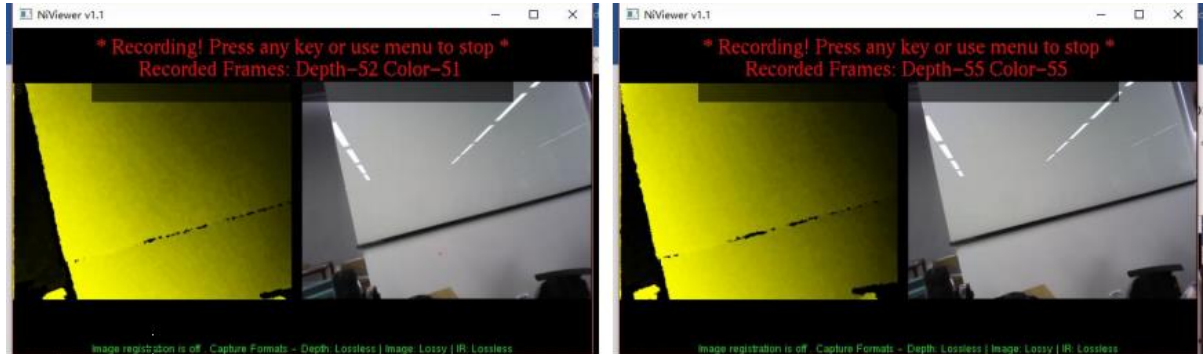 NiViewer v1.1
* Recording! Press any key or use menu to stop *
Recorded Frames: Depth-52 Color-51
Image registration is off . Capture Formats - Depth: Lossless | Image: Lossy | IR: Lossless
NiViewer v1.1
* Recording! Press any key or use menu to stop *
Recorded Frames: Depth-55 Color-55
Image registration is off . Capture Formats - Depth: Lossless | Image: Lossy | IR: Lossless